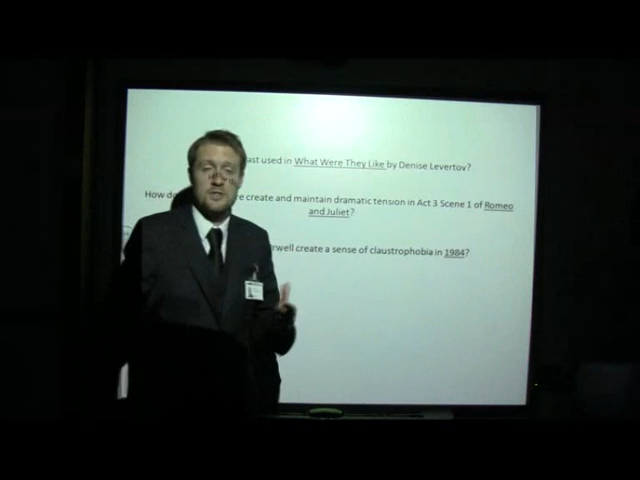 ast used in What Were They Like by Denise Levertov?
How do e create and maintain dramatic tension in Act 3 Scene 1 of Romeo
and Juliet?
rwell create a sense of claustrophobia in 1984?